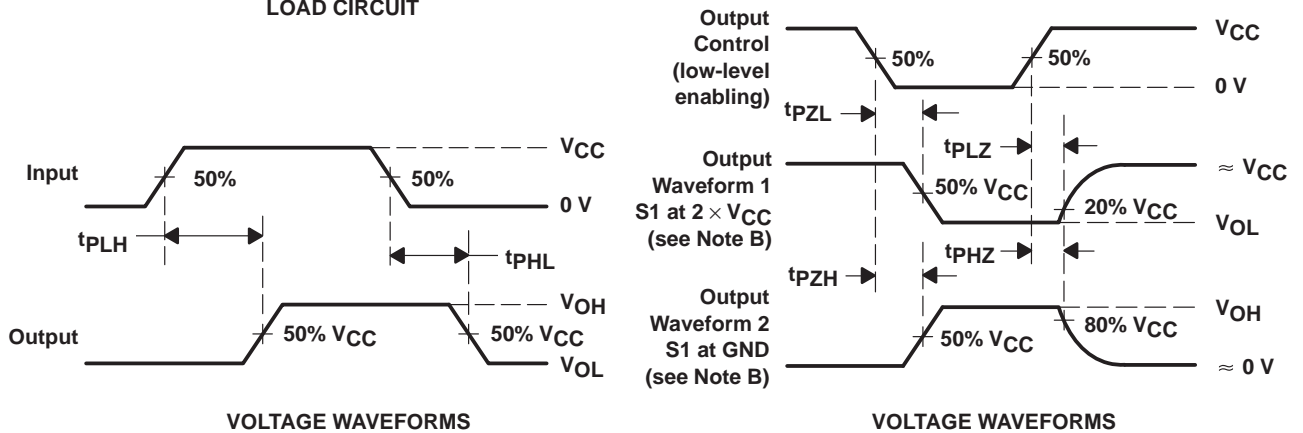 LOAD CIRCUIT
Input
50%
50%
VCC
0 V
tPLH
tPHL
Output
50% VCC
50% VCC
VOH
VOL
VOLTAGE WAVEFORMS
Output
Control
(low-level
enabling)
50%
50%
VCC
0 V
tPZL
tPLZ
Output
Waveform 1
S1 at 2 × VCC
(see Note B)
50% VCC
20% VCC
≈ VCC
VOL
tPZH
tPHZ
Output
Waveform 2
S1 at GND
(see Note B)
50% VCC
80% VCC
VOH
≈ 0 V
VOLTAGE WAVEFORMS